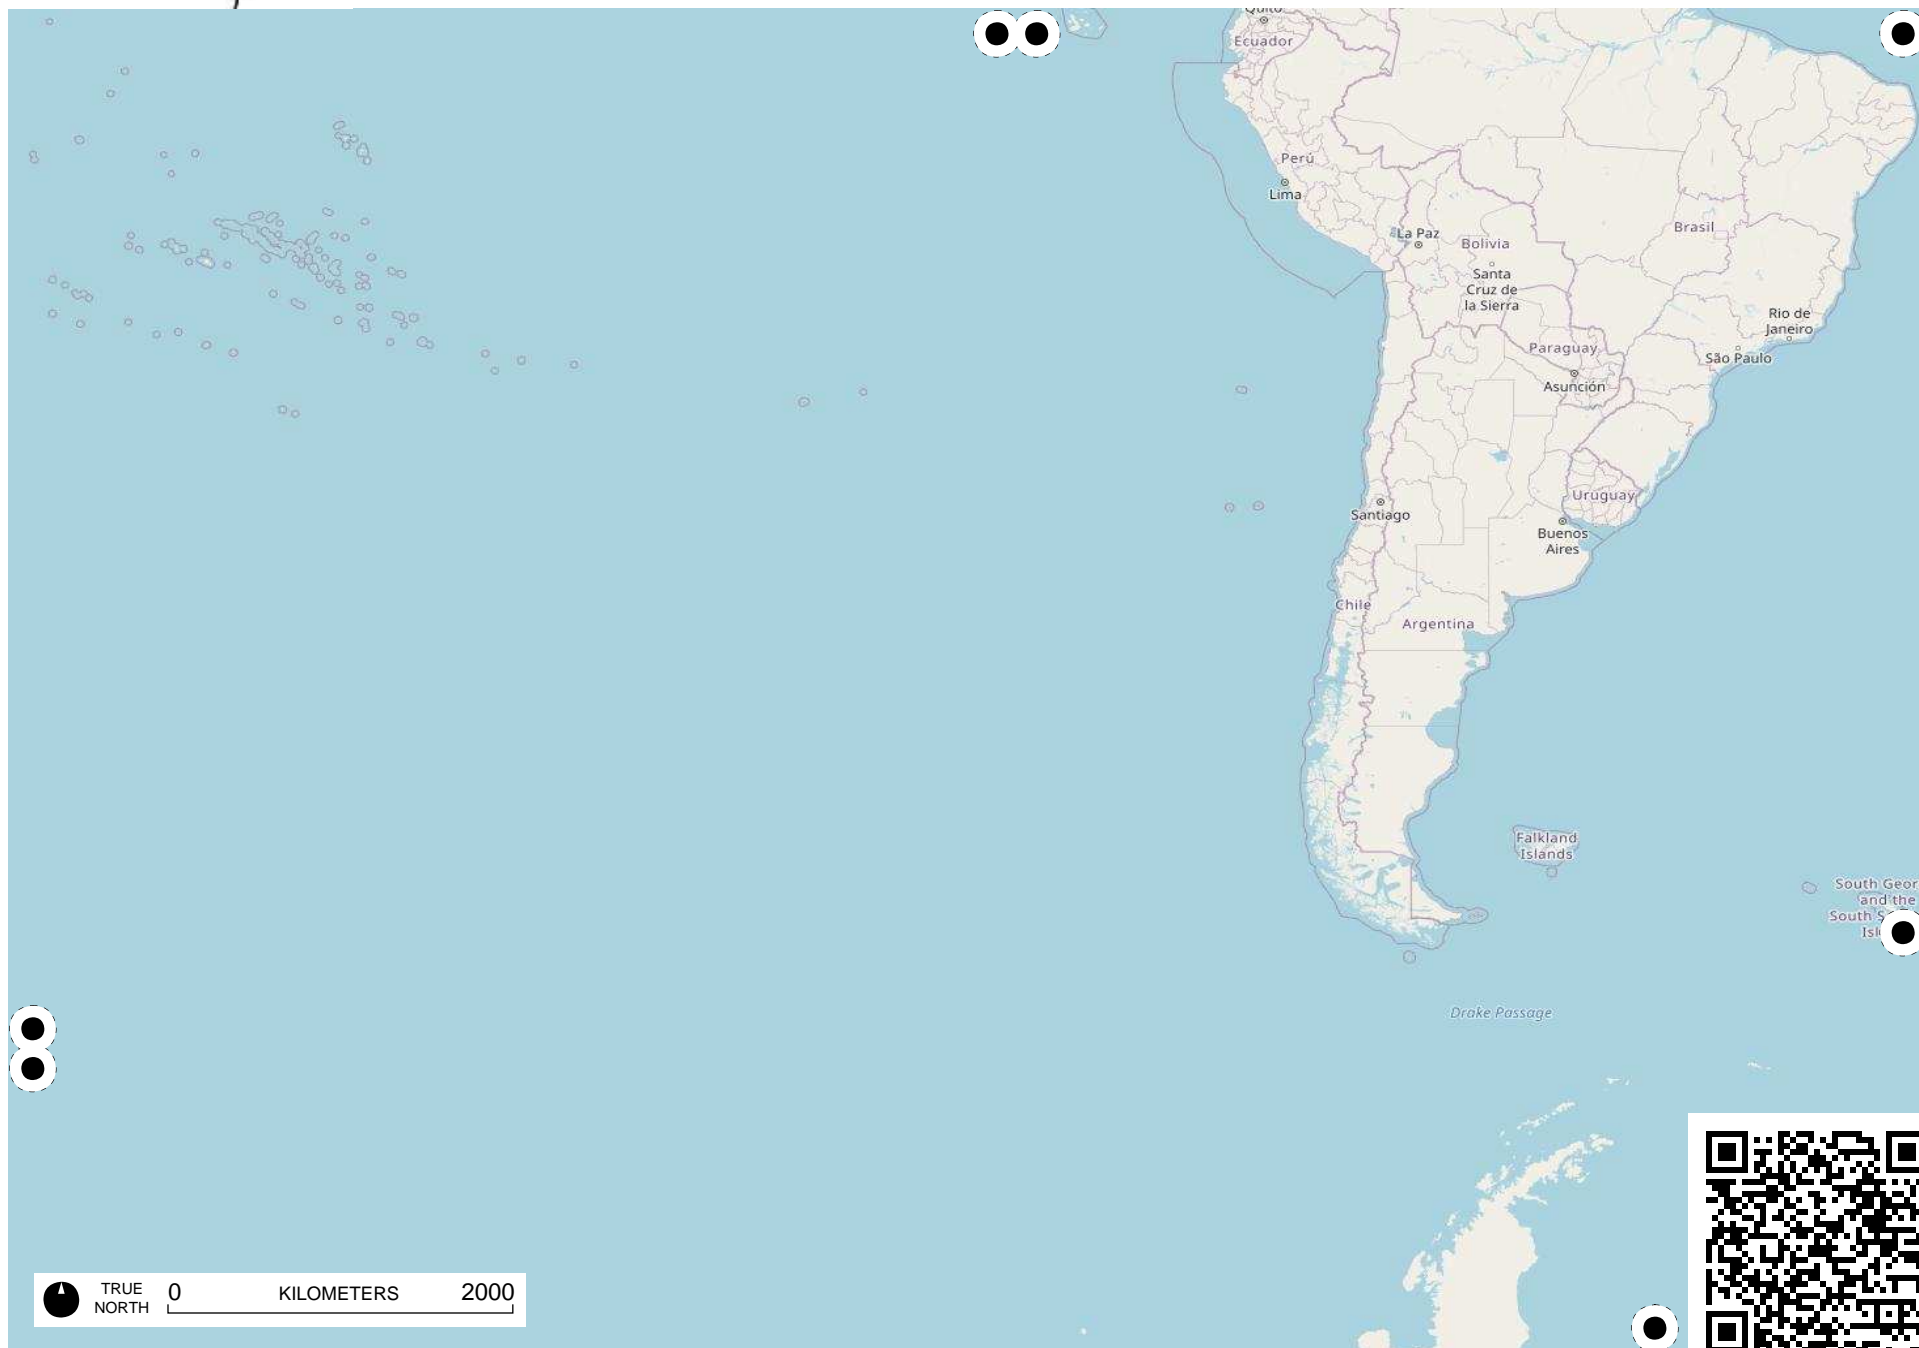 Quito
Ecuador
Perú
Lima
La Paz
Bolivia
Brasil
Santa
Cruz de
la Sierra
Rio de
Janeiro
Paraguay
São Paulo
Asunción
Uruguay
Santiago
Buenos
Aires
Chile
Argentina
Falkland
Islands
South Geor
and the
South S
Isl
Drake Passage
TRUE
NORTH
0 KILOMETERS 2000